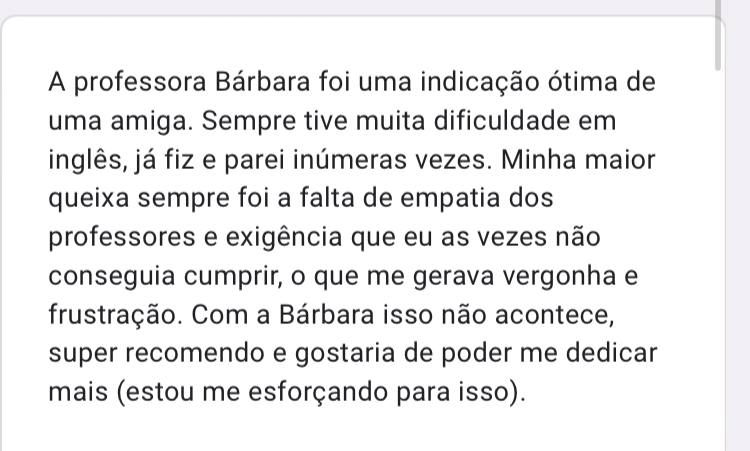 A professora Bárbara foi uma indicação ótima de
uma amiga. Sempre tive muita dificuldade em
inglês, já fiz e parei inúmeras vezes. Minha maior
queixa sempre foi a falta de empatia dos
professores e exigência que eu as vezes não
conseguia cumprir, o que me gerava vergonha e
frustração. Com a Bárbara isso não acontece,
super recomendo e gostaria de poder me dedicar
mais (estou me esforçando para isso).